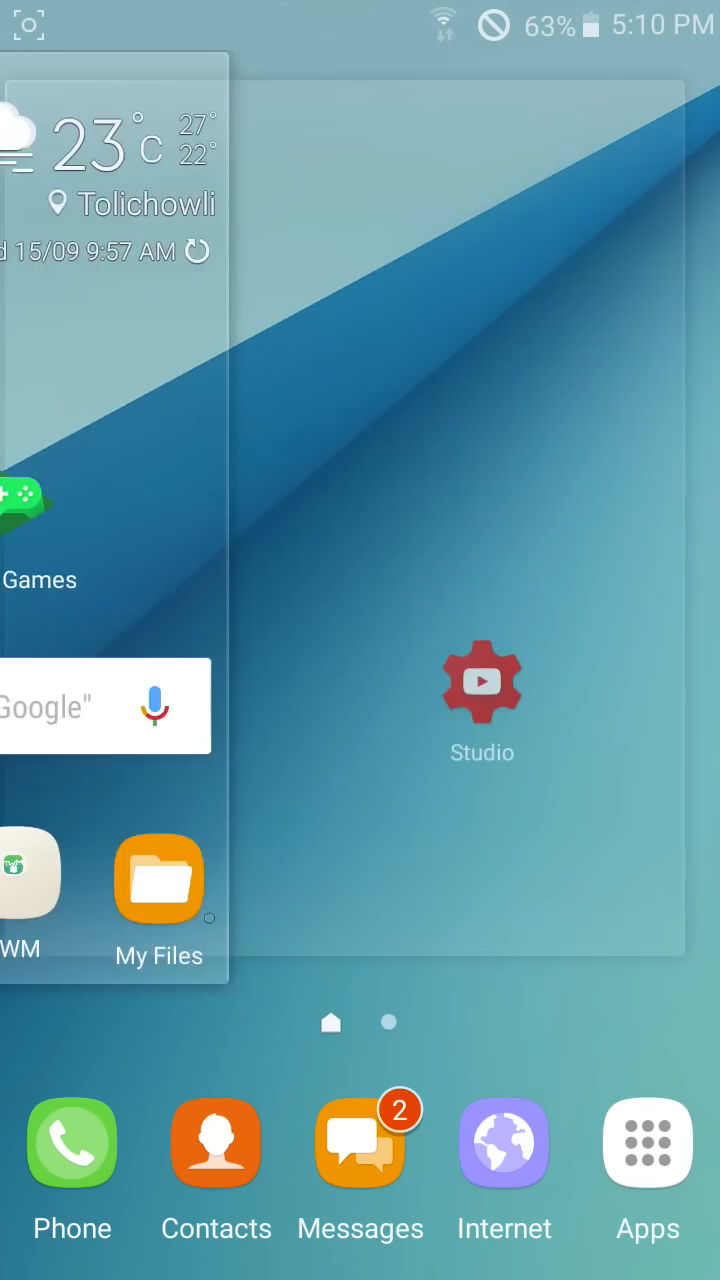 63% 5:10 PM
23°C 27°
22°
Tolichowli
15/09 9:57 AM
Games
Google"
Studio
TWM
WM
My Files
2
Phone Contacts Messages Internet Apps